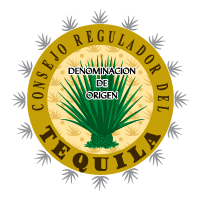 CONSEJO REGULADOR DEL
DENOMINACION
DE
ORIGEN
TEQUILA